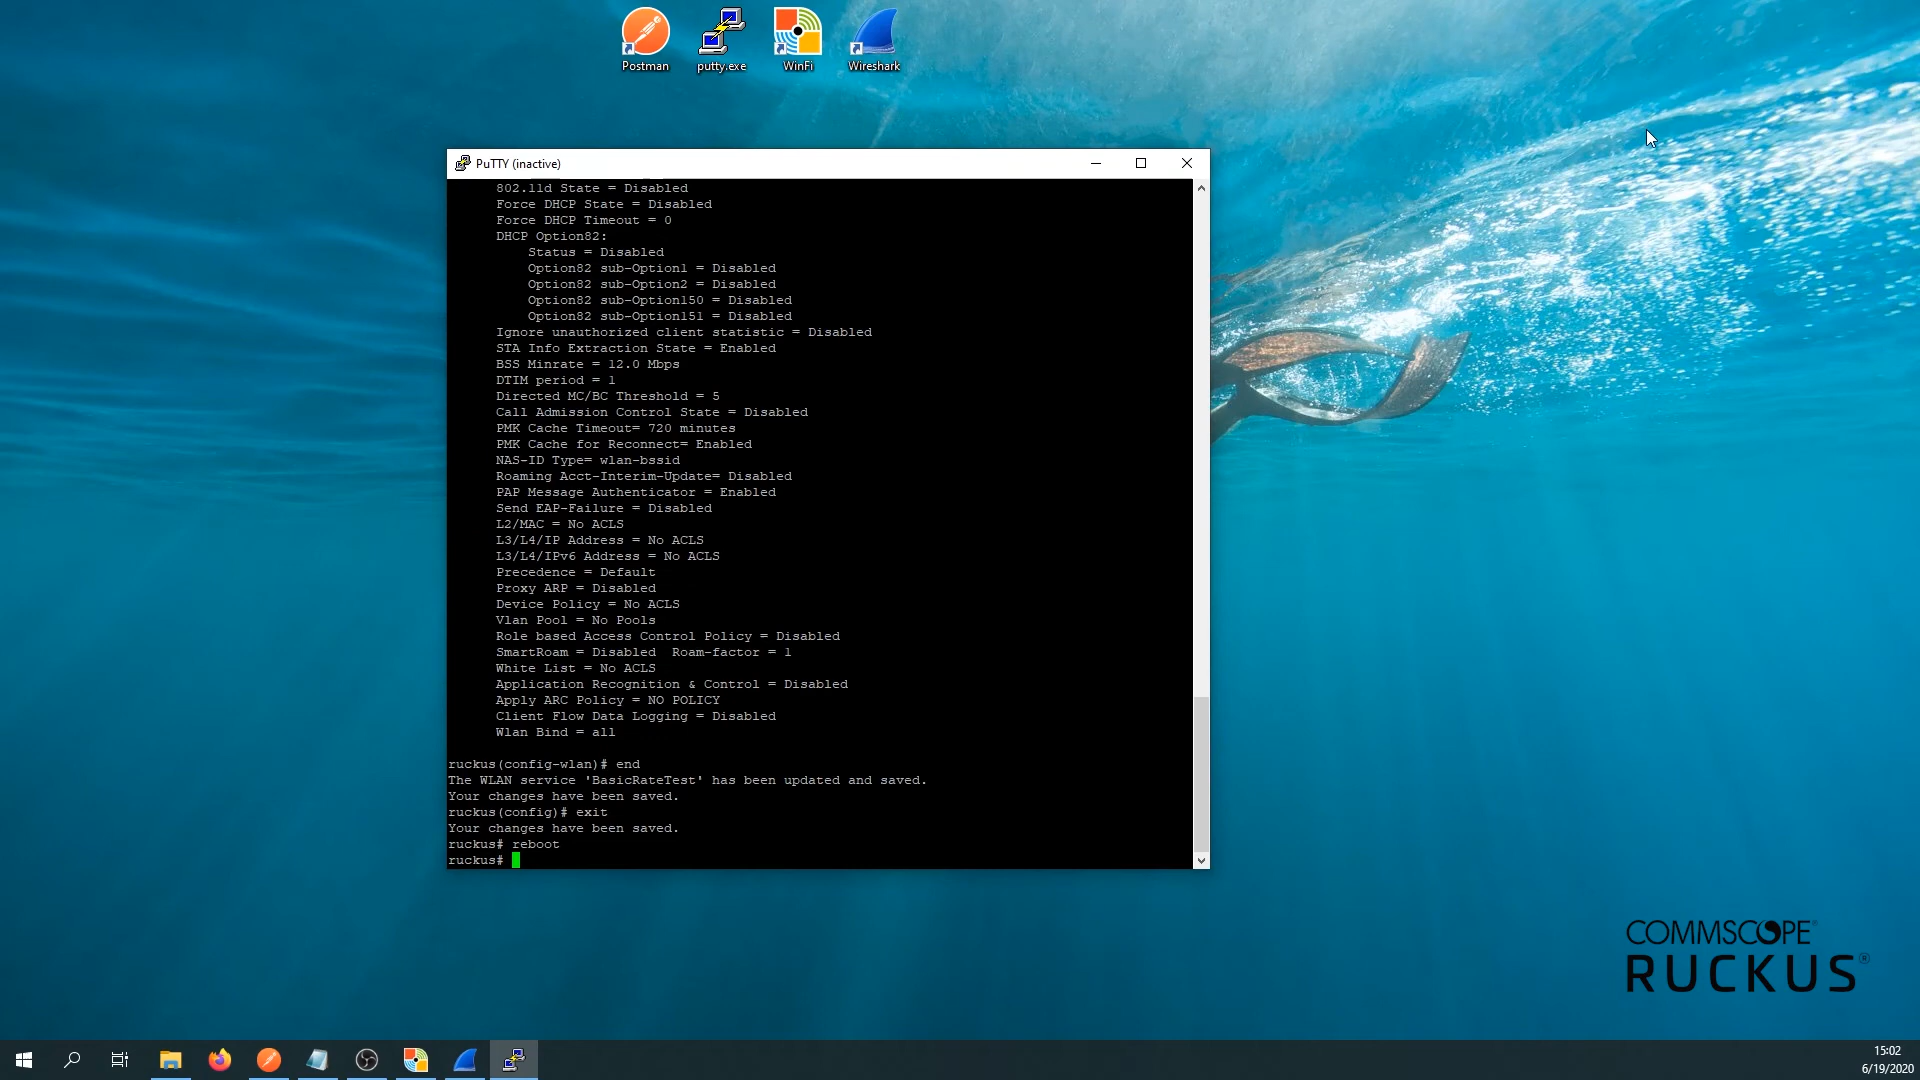 Postman
putty.exe
WinFi
Wireshark
PuTTY (inactive)
802.11d State = Disabled
Force DHCP State = Disabled
Force DHCP Timeout = 0
DHCP Option82:
Status = Disabled
Option82 sub-Option1 = Disabled
Option82 sub-Option2 = Disabled
Option82 sub-Option150 = Disabled
Option82 sub-Option151 = Disabled
Ignore unauthorized client statistic = Disabled
STA Info Extraction State = Enabled
BSS Minrate = 12.0 Mbps
DTIM period = 1
Directed MC/BC Threshold = 5
Call Admission Control State = Disabled
PMK Cache Timeout= 720 minutes
PMK Cache for Reconnect= Enabled
NAS-ID Type= wlan-bssid
Roaming Acct-Interim-Update= Disabled
PAP Message Authenticator = Enabled
Send EAP-Failure = Disabled
L2/MAC = No ACLS
L3/L4/IP Address = No ACLS
L3/L4/IPv6 Address = No ACLS
Precedence = Default
Proxy ARP = Disabled
Device Policy = No ACLS
Vlan Pool = No Pools
Role based Access Control Policy = Disabled
SmartRoam = Disabled  Roam-factor = 1
White List = No ACLS
Application Recognition & Control = Disabled
Apply ARC Policy = NO POLICY
Client Flow Data Logging = Disabled
Wlan Bind = all
ruckus(config-wlan)# end
The WLAN service 'BasicRateTest' has been updated and saved.
Your changes have been saved.
ruckus(config)# exit
Your changes have been saved.
ruckus# reboot
ruckus#
COMMSCOPE®
RUCKUS®
15:02
6/19/2020